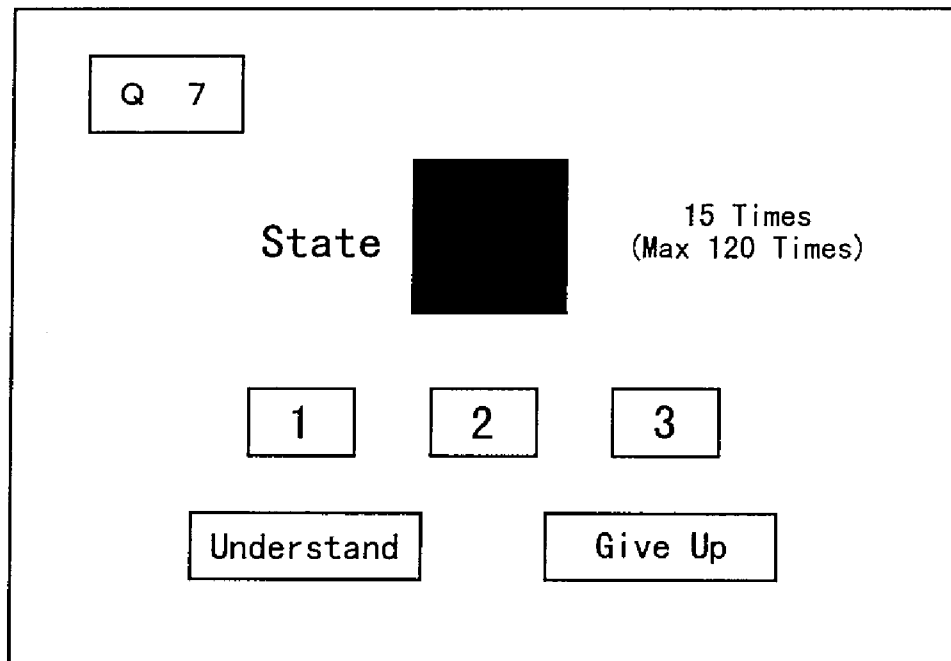 Q 7
State
15 Times
(Max 120 Times)
1 2 3
Understand Give Up